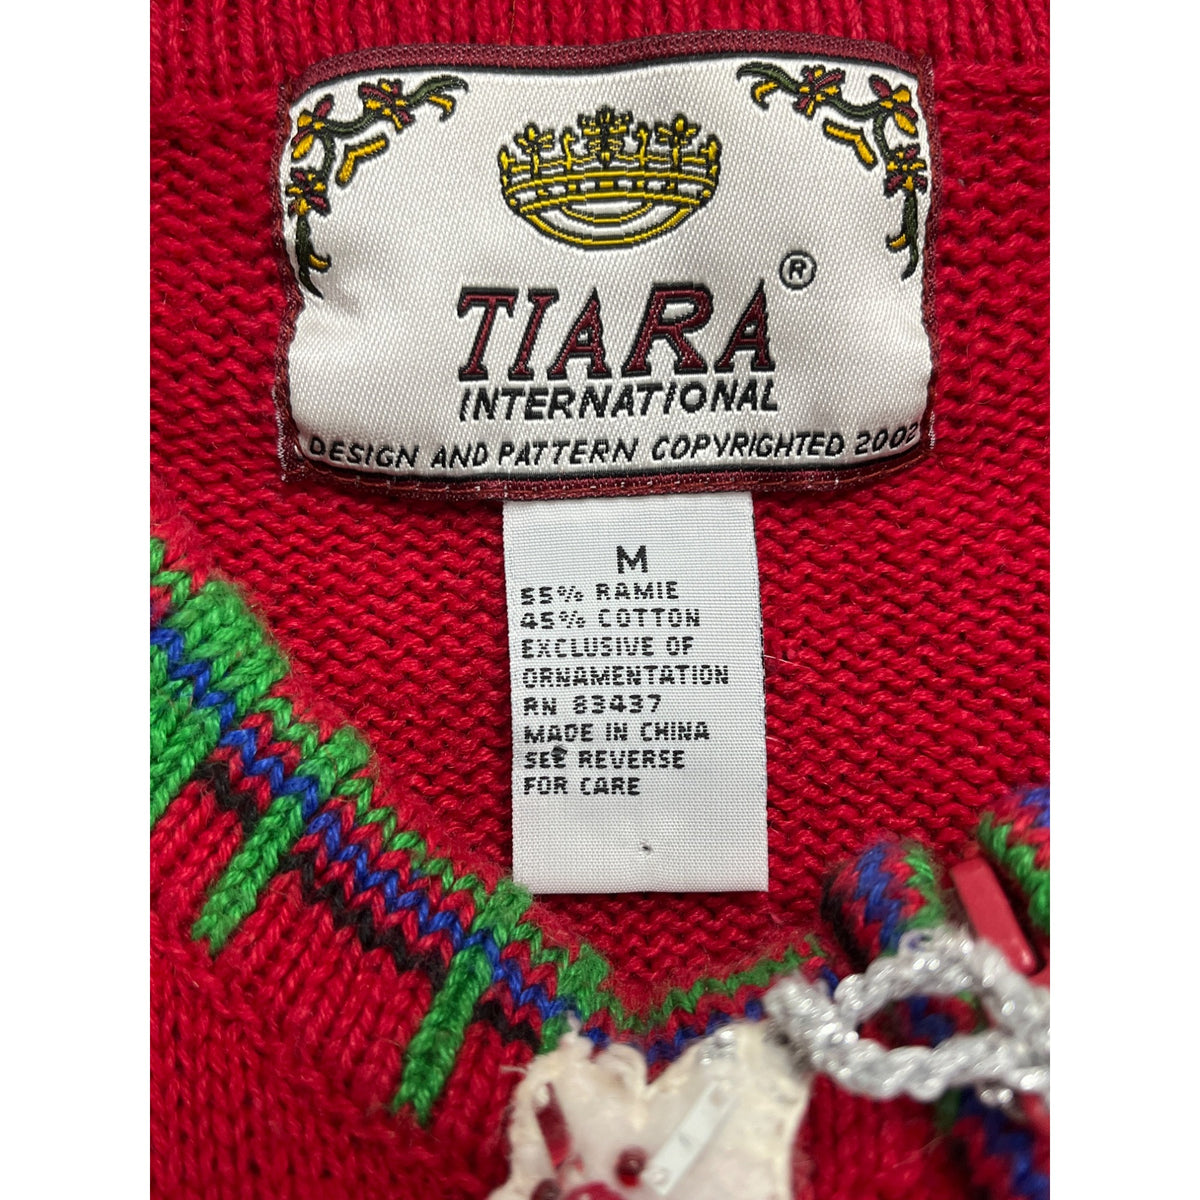 TIARA ®
INTERNATIONAL
DESIGN AND PATTERN COPYRIGHTED 2002
M
55% RAMIE
45% COTTON
EXCLUSIVE OF
ORNAMENTATION
RN 83437
MADE IN CHINA
SEE REVERSE
FOR CARE